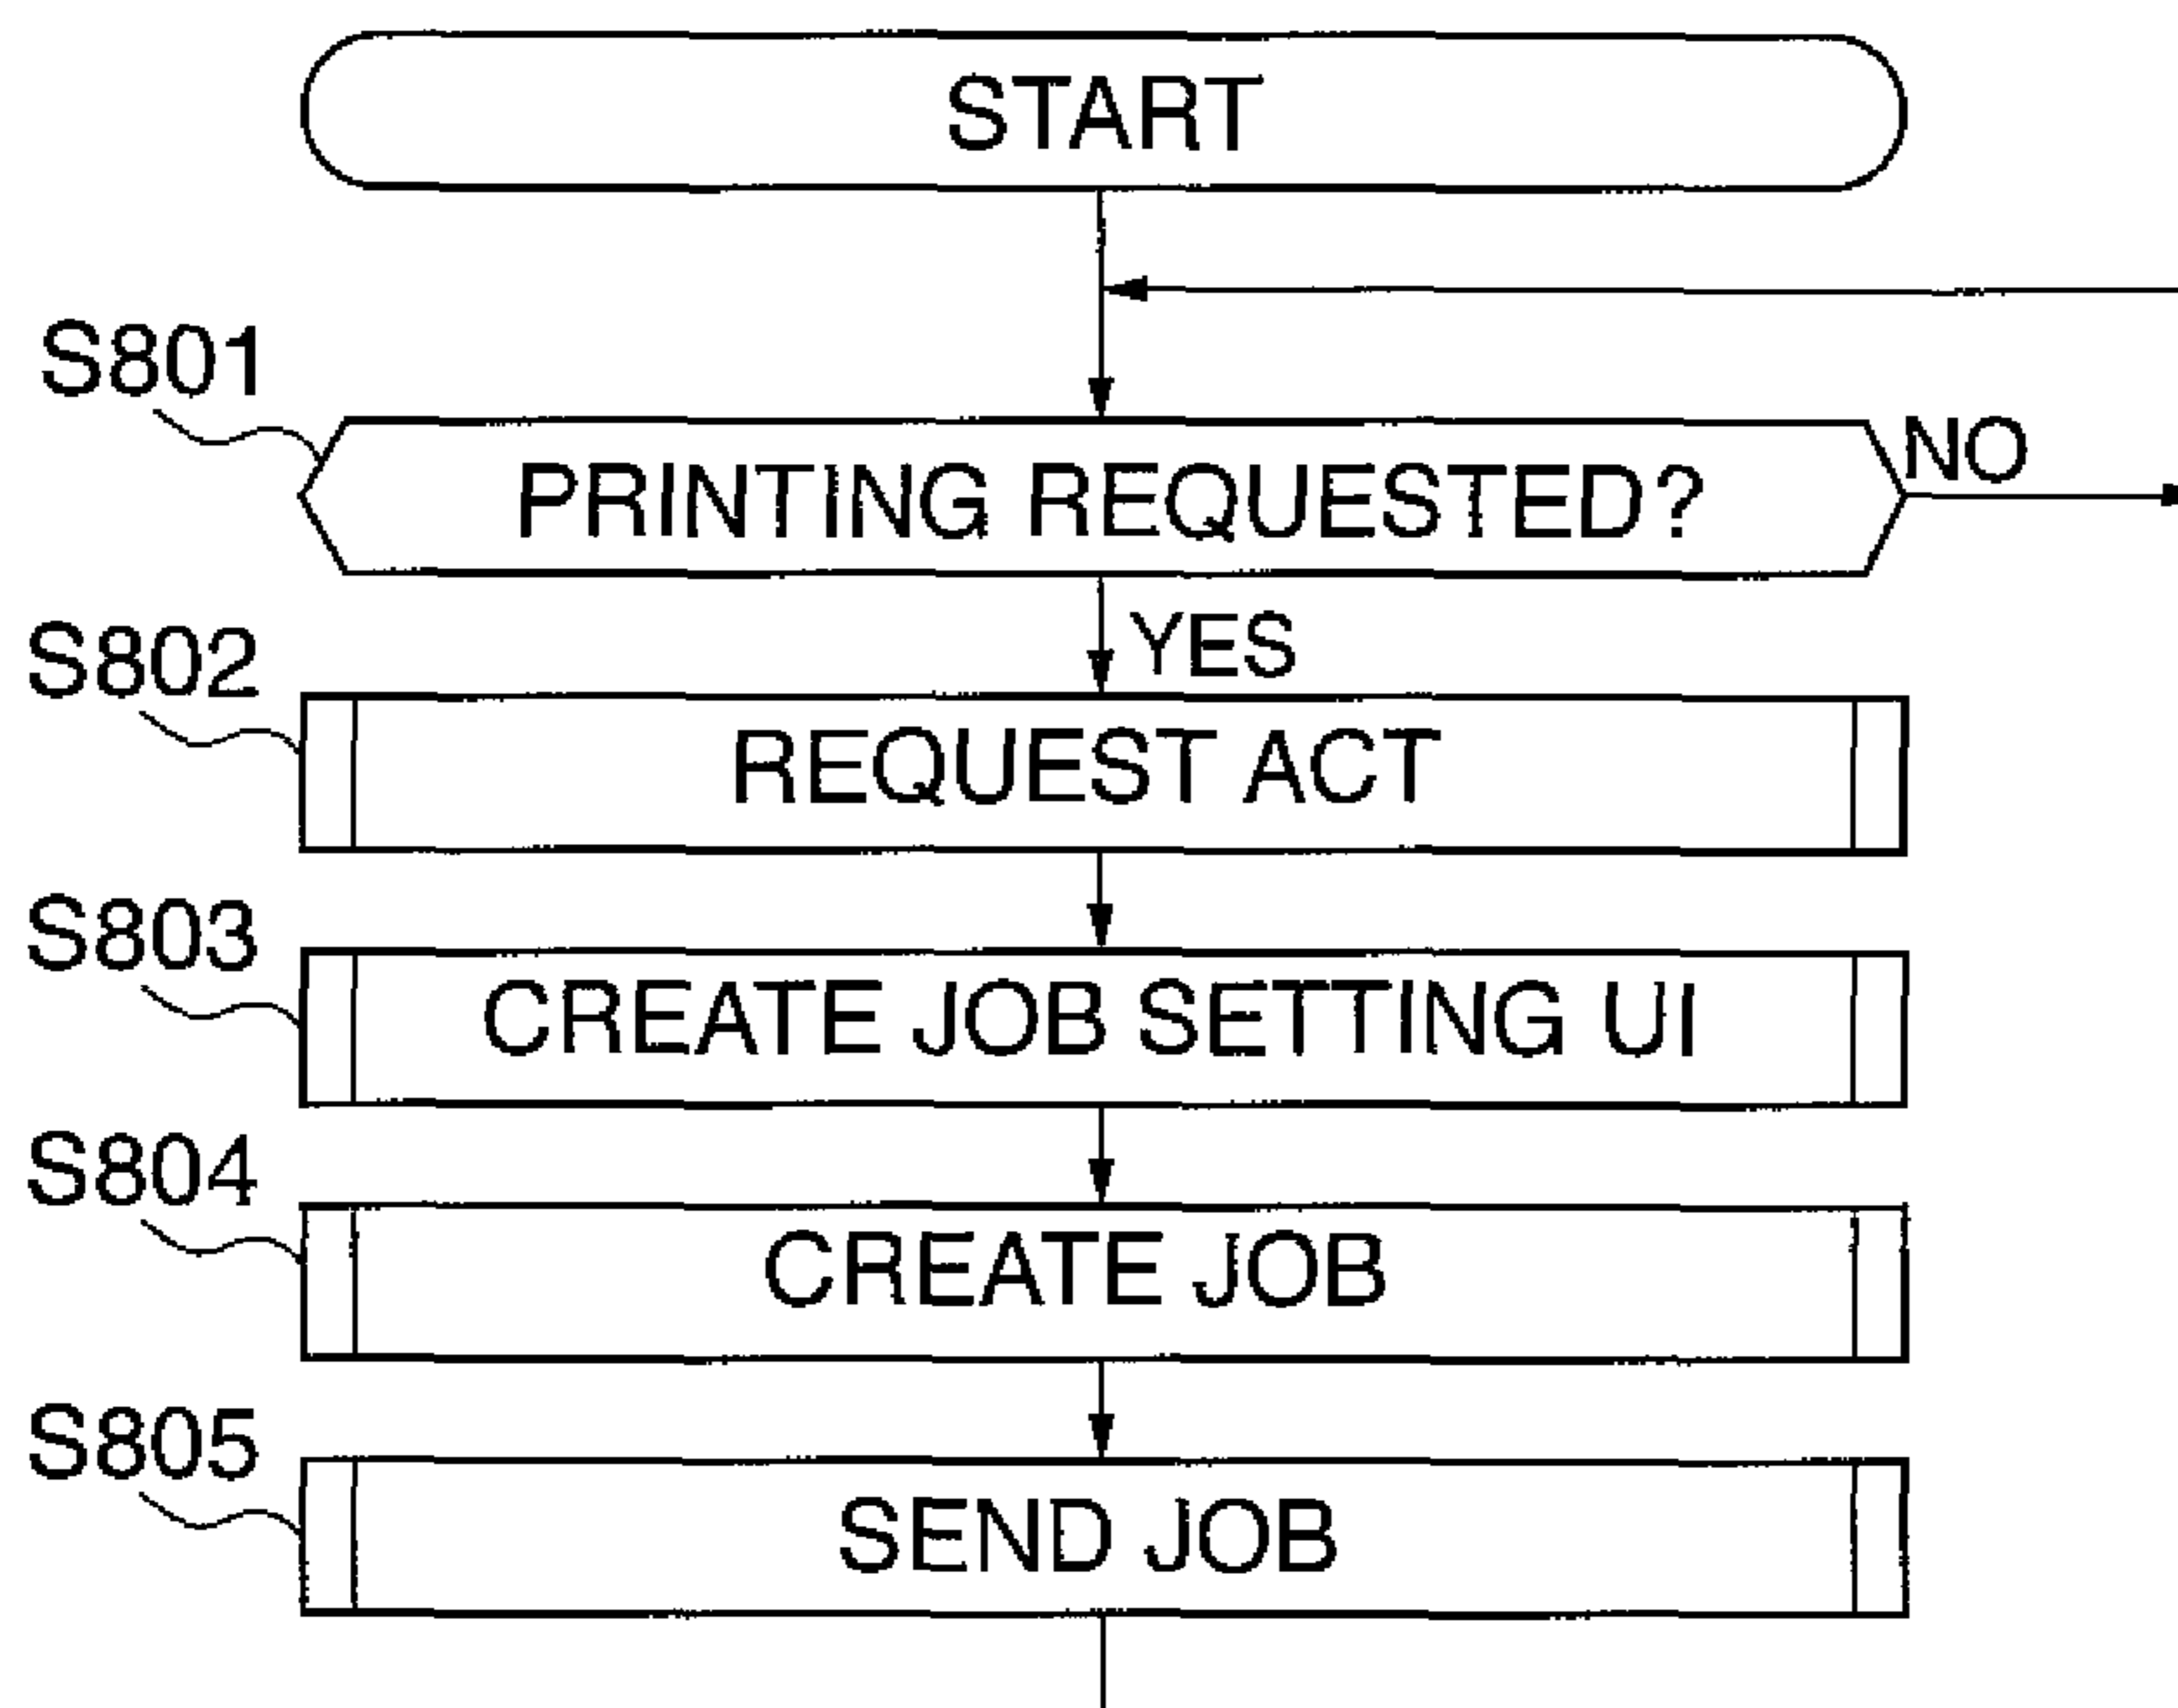 START
S801
PRINTING REQUESTED?
NO
YES
S802
REQUEST ACT
S803
CREATE JOB SETTING UI
S804
CREATE JOB
S805
SEND JOB